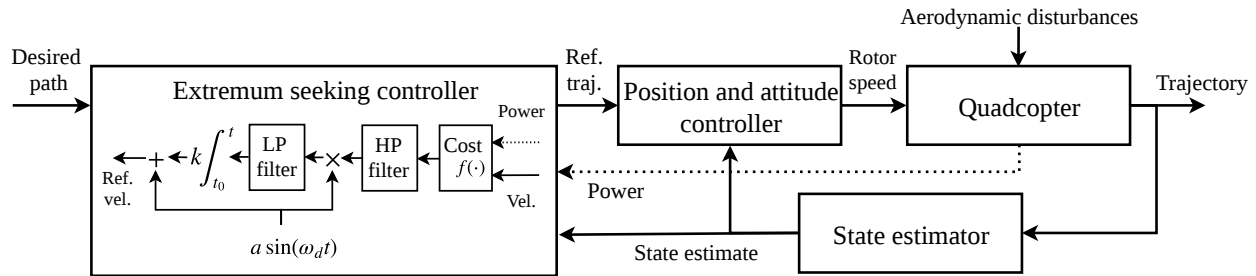 Aerodynamic disturbances
Desired
path
Extremum seeking controller
Ref.
traj.
Position and attitude
controller
Rotor
speed
Quadcopter
Trajectory
Power
Cost
f(·)
HP
filter
×
LP
filter
k∫ₜ₀ᵗ
+
Ref.
vel.
Vel.
a sin(ω_d t)
Power
State estimate
State estimator